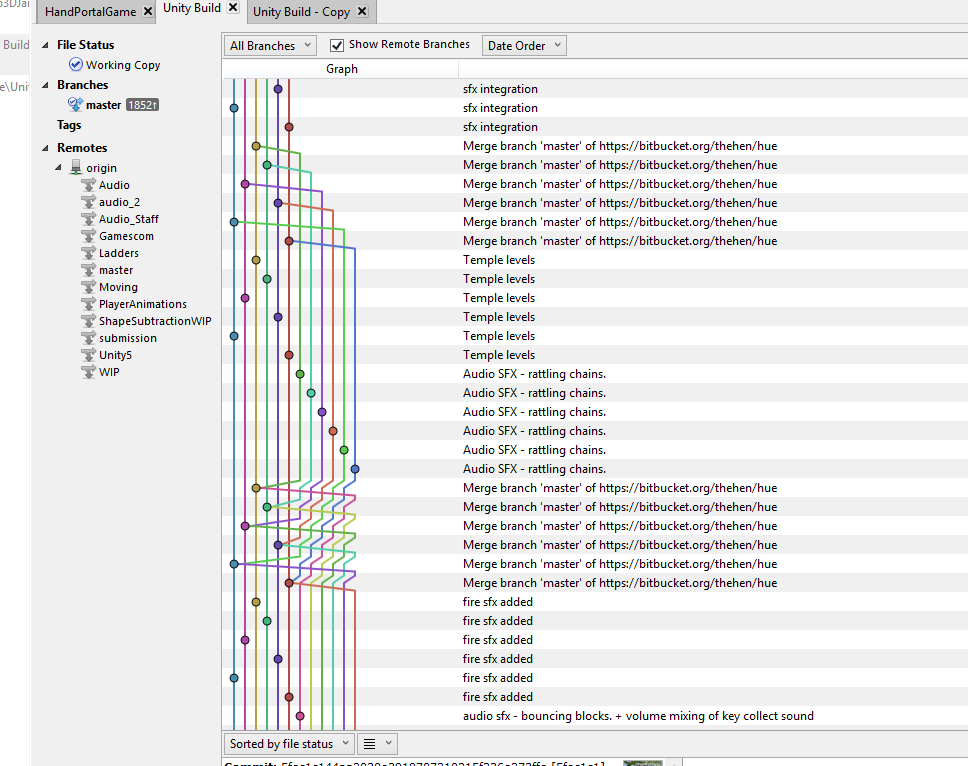 HandPortalGame
Unity Build
Unity Build - Copy
Build
File Status
Working Copy
Branches
master 1852↑
Tags
Remotes
origin
Audio
audio_2
Audio_Staff
Gamescom
Ladders
master
Moving
PlayerAnimations
ShapeSubtractionWIP
submission
Unity5
WIP
All Branches
Show Remote Branches
Date Order
Graph
sfx integration
sfx integration
sfx integration
Merge branch 'master' of https://bitbucket.org/thehen/hue
Merge branch 'master' of https://bitbucket.org/thehen/hue
Merge branch 'master' of https://bitbucket.org/thehen/hue
Merge branch 'master' of https://bitbucket.org/thehen/hue
Merge branch 'master' of https://bitbucket.org/thehen/hue
Merge branch 'master' of https://bitbucket.org/thehen/hue
Temple levels
Temple levels
Temple levels
Temple levels
Temple levels
Temple levels
Audio SFX - rattling chains.
Audio SFX - rattling chains.
Audio SFX - rattling chains.
Audio SFX - rattling chains.
Audio SFX - rattling chains.
Audio SFX - rattling chains.
Merge branch 'master' of https://bitbucket.org/thehen/hue
Merge branch 'master' of https://bitbucket.org/thehen/hue
Merge branch 'master' of https://bitbucket.org/thehen/hue
Merge branch 'master' of https://bitbucket.org/thehen/hue
Merge branch 'master' of https://bitbucket.org/thehen/hue
Merge branch 'master' of https://bitbucket.org/thehen/hue
fire sfx added
fire sfx added
fire sfx added
fire sfx added
fire sfx added
fire sfx added
audio sfx - bouncing blocks. + volume mixing of key collect sound
Sorted by file status
Commit: